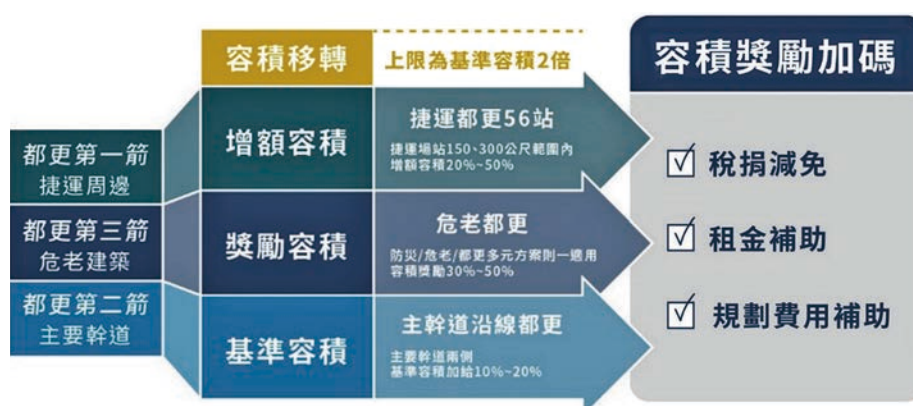 容積移轉
上限為基準容積2倍
容積獎勵加碼
都更第一箭
捷運周邊
增額容積
捷運都更56站
捷運場站150、300公尺範圍內
增額容積20%~50%
都更第三箭
危老建築
獎勵容積
危老都更
防災/危老/都更多元方案則一適用
容積獎勵30%~50%
都更第二箭
主要幹道
基準容積
主幹道沿線都更
主要幹道兩側
基準容積加給10%~20%
稅捐減免
租金補助
規劃費用補助